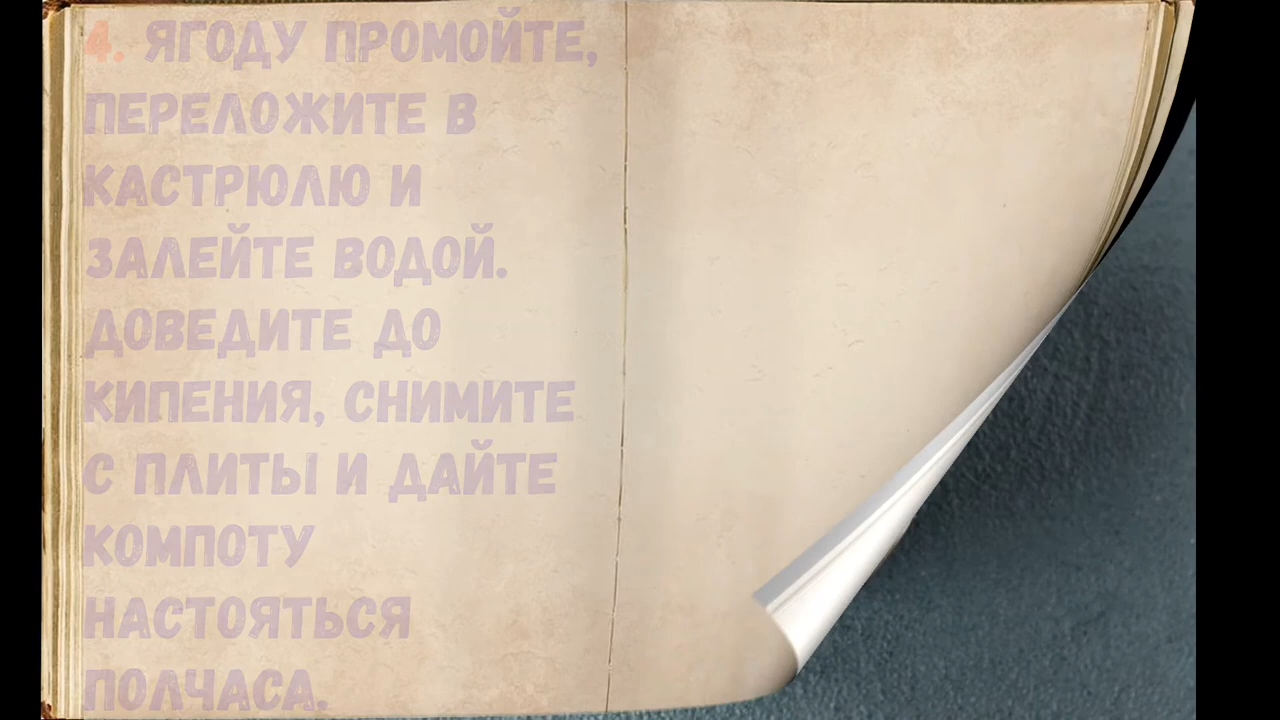 4. ЯГОДУ ПРОМОЙТЕ,
ПЕРЕЛОЖИТЕ В
КАСТРЮЛЮ И
ЗАЛЕЙТЕ ВОДОЙ.
ДОВЕДИТЕ ДО
КИПЕНИЯ, СНИМИТЕ
С ПЛИТЫ И ДАЙТЕ
КОМПОТУ
НАСТОЯТЬСЯ
ПОЛЧАСА.